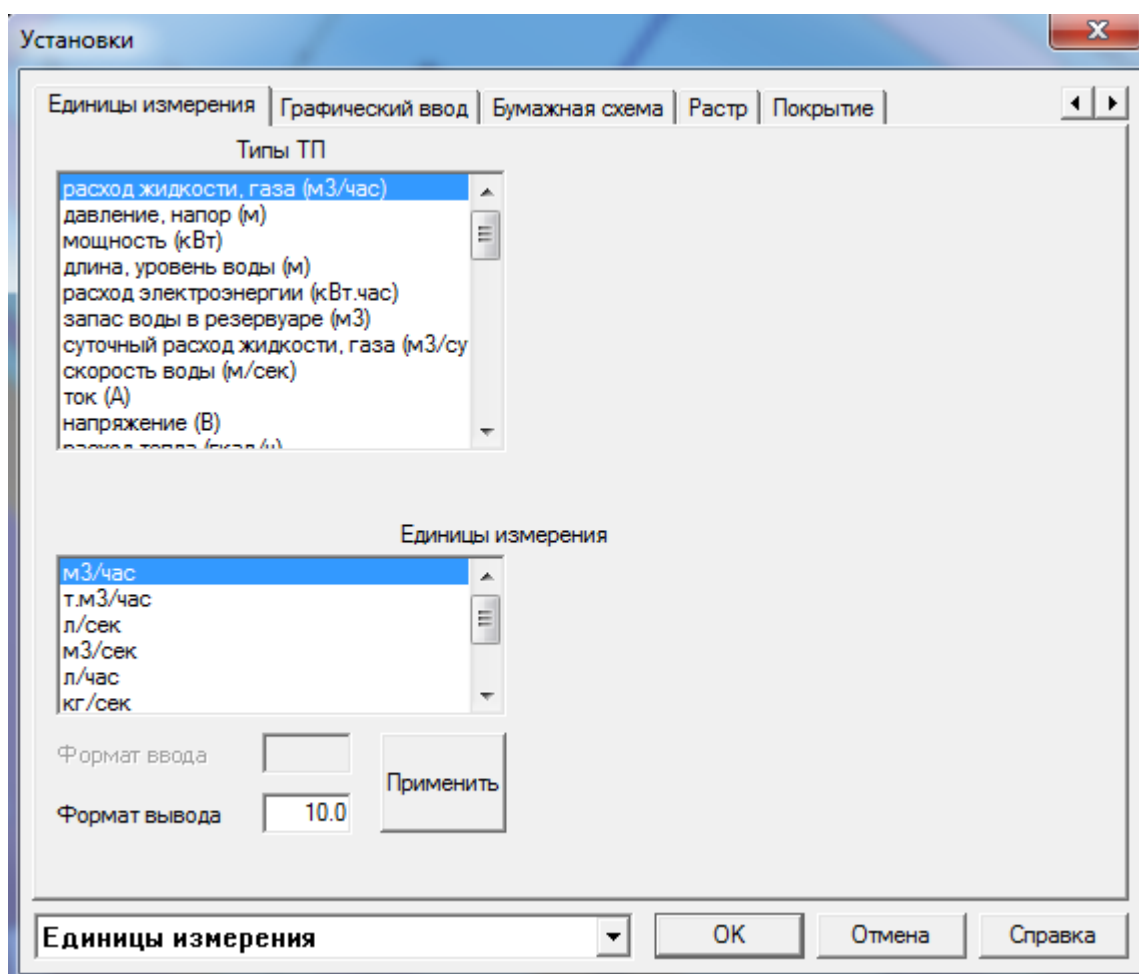 Установки
Единицы измерения Графический ввод Бумажная схема Растр Покрытие
Типы ТП
расход жидкости, газа (м3/час)
давление, напор (м)
мощность (кВт)
длина, уровень воды (м)
расход электроэнергии (кВт.час)
запас воды в резервуаре (м3)
суточный расход жидкости, газа (м3/су
скорость воды (м/сек)
ток (А)
напряжение (В)
расход тепла (гкал/ч)
Единицы измерения
м3/час
т.м3/час
л/сек
м3/сек
л/час
кг/сек
Формат ввода
Применить
Формат вывода 10.0
Единицы измерения OK Отмена Справка